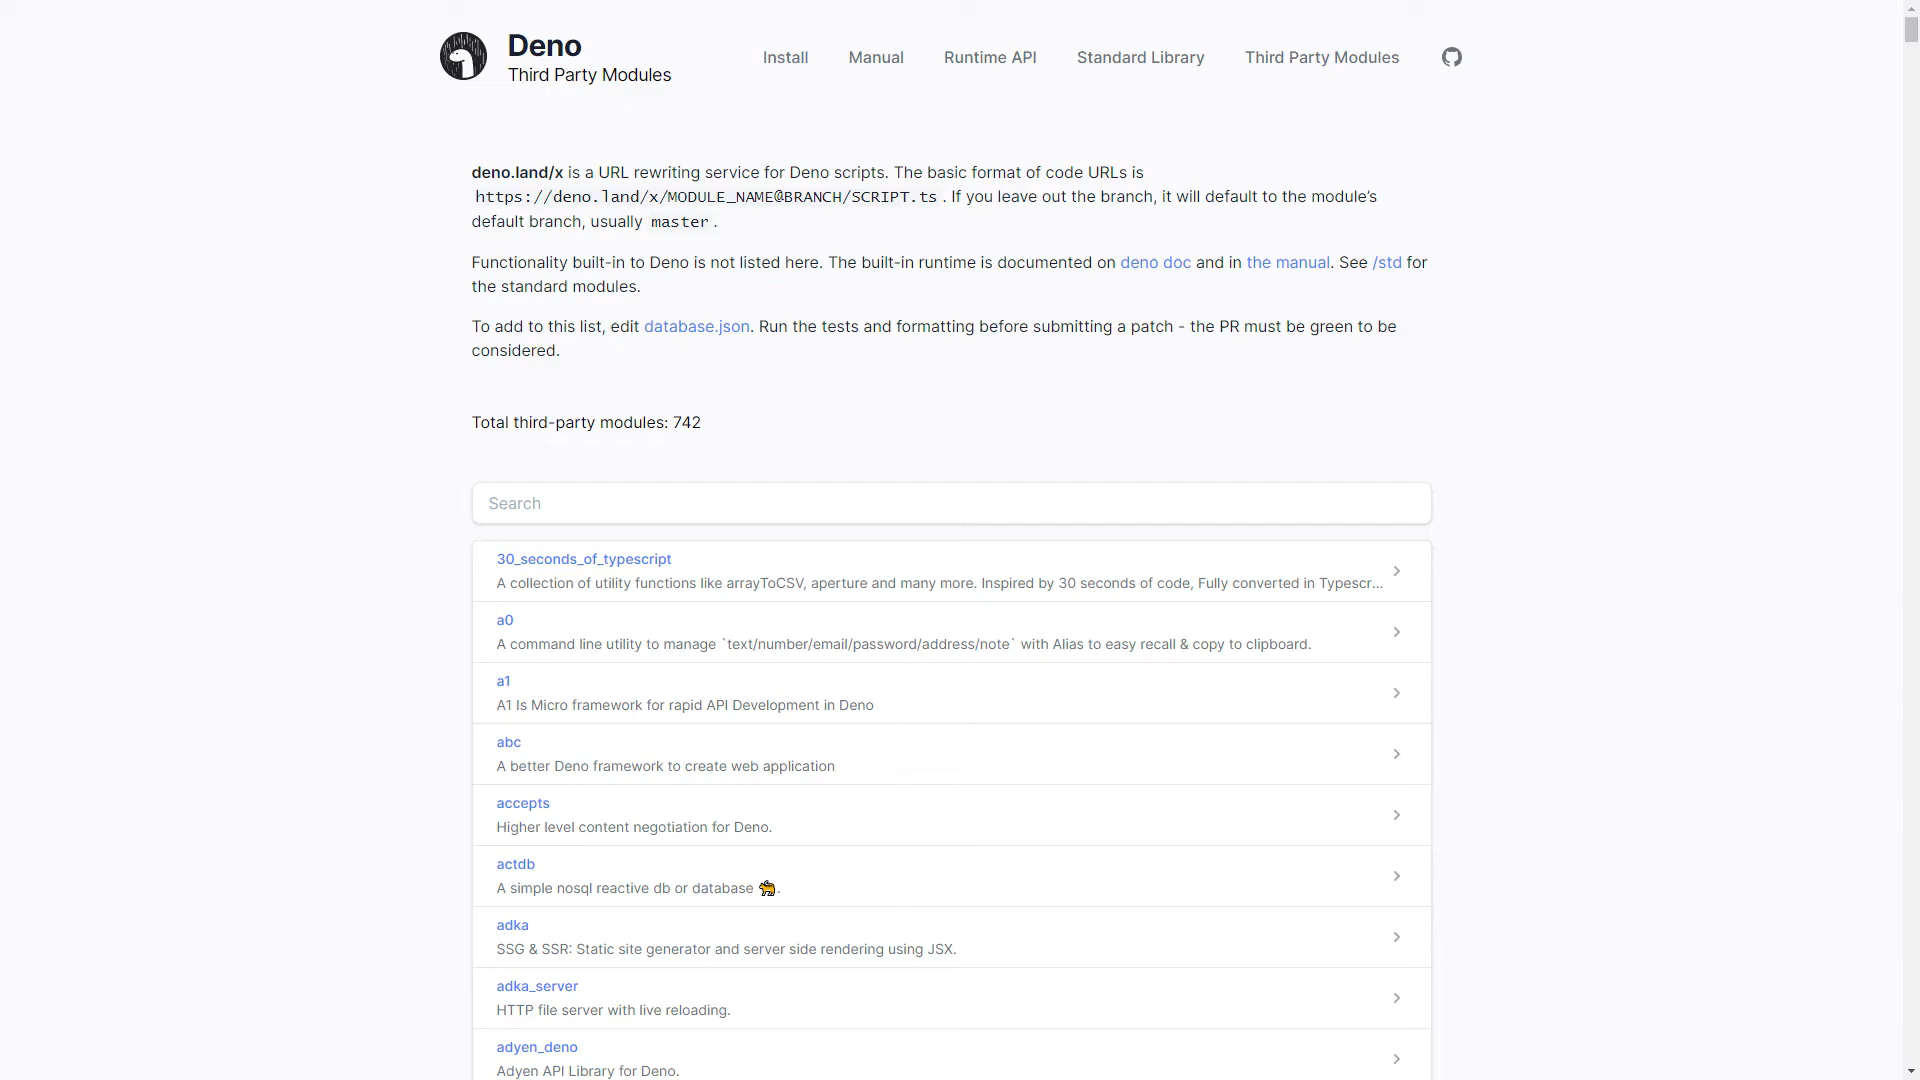 Deno
Third Party Modules
Install
Manual
Runtime API
Standard Library
Third Party Modules
deno.land/x is a URL rewriting service for Deno scripts. The basic format of code URLs is
https://deno.land/x/MODULE_NAME@BRANCH/SCRIPT.ts . If you leave out the branch, it will default to the module’s
default branch, usually master .
Functionality built-in to Deno is not listed here. The built-in runtime is documented on deno doc and in the manual. See /std for
the standard modules.
To add to this list, edit database.json. Run the tests and formatting before submitting a patch - the PR must be green to be
considered.
Total third-party modules: 742
Search
30_seconds_of_typescript
A collection of utility functions like arrayToCSV, aperture and many more. Inspired by 30 seconds of code, Fully converted in Typescr...
a0
A command line utility to manage `text/number/email/password/address/note` with Alias to easy recall & copy to clipboard.
a1
A1 Is Micro framework for rapid API Development in Deno
abc
A better Deno framework to create web application
accepts
Higher level content negotiation for Deno.
actdb
A simple nosql reactive db or database 🐅.
adka
SSG & SSR: Static site generator and server side rendering using JSX.
adka_server
HTTP file server with live reloading.
adyen_deno
Adyen API Library for Deno.